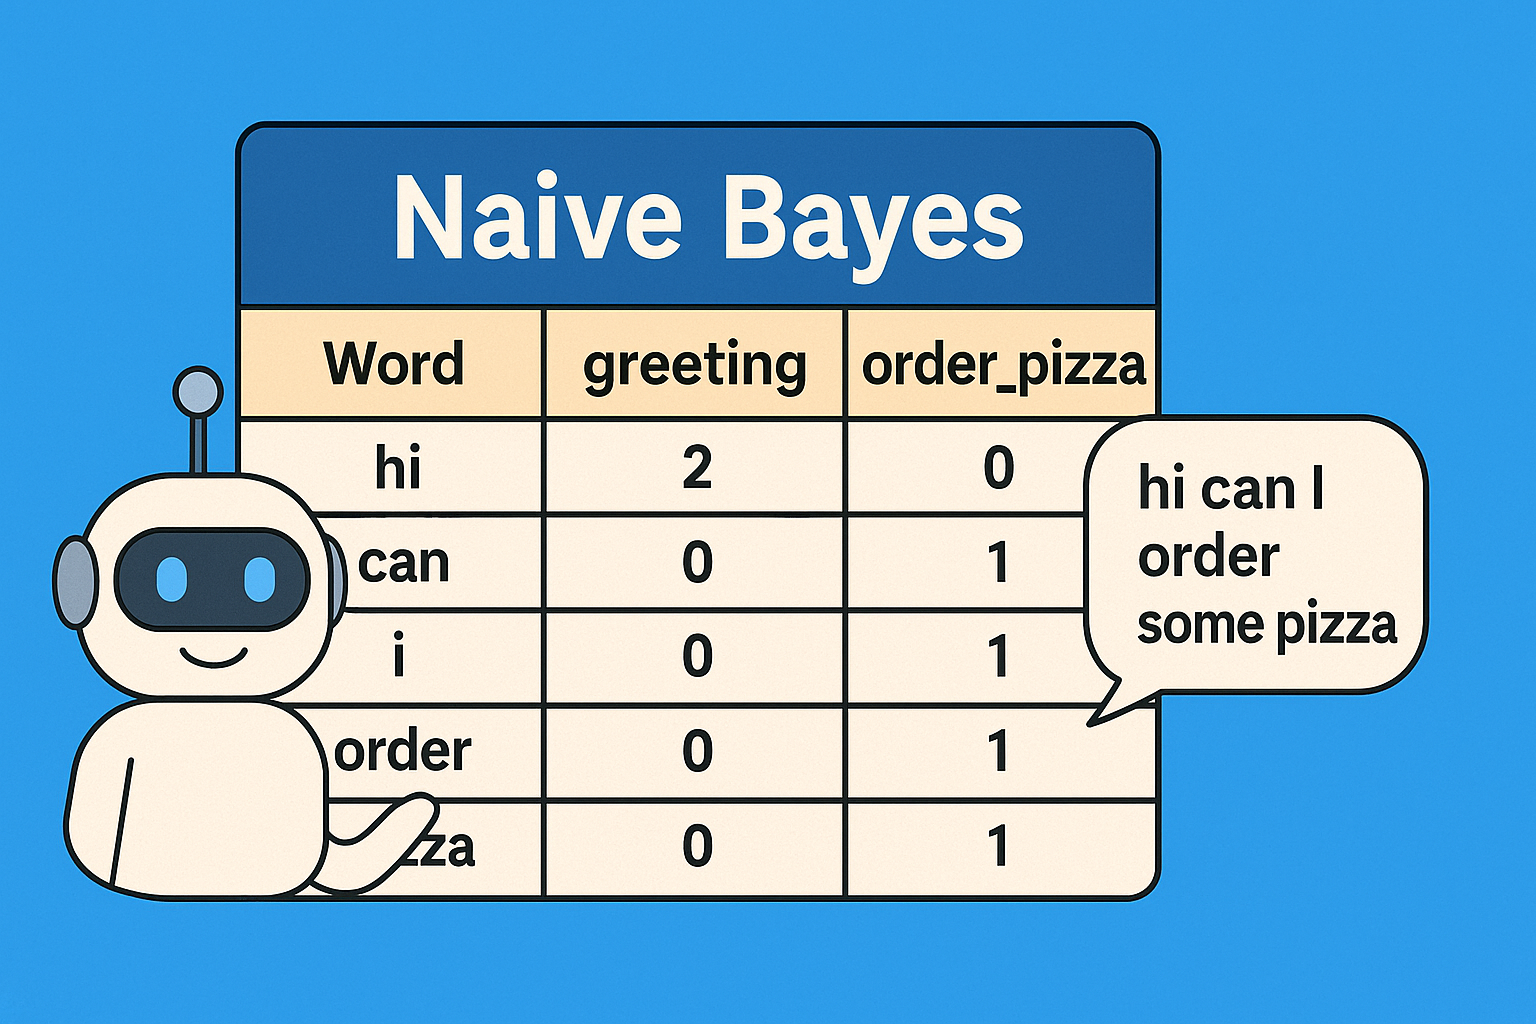 Naive Bayes
Word greeting order_pizza
hi 2 0
can 0 1
i 0 1
order 0 1
zza 0 1
hi can I
order
some pizza